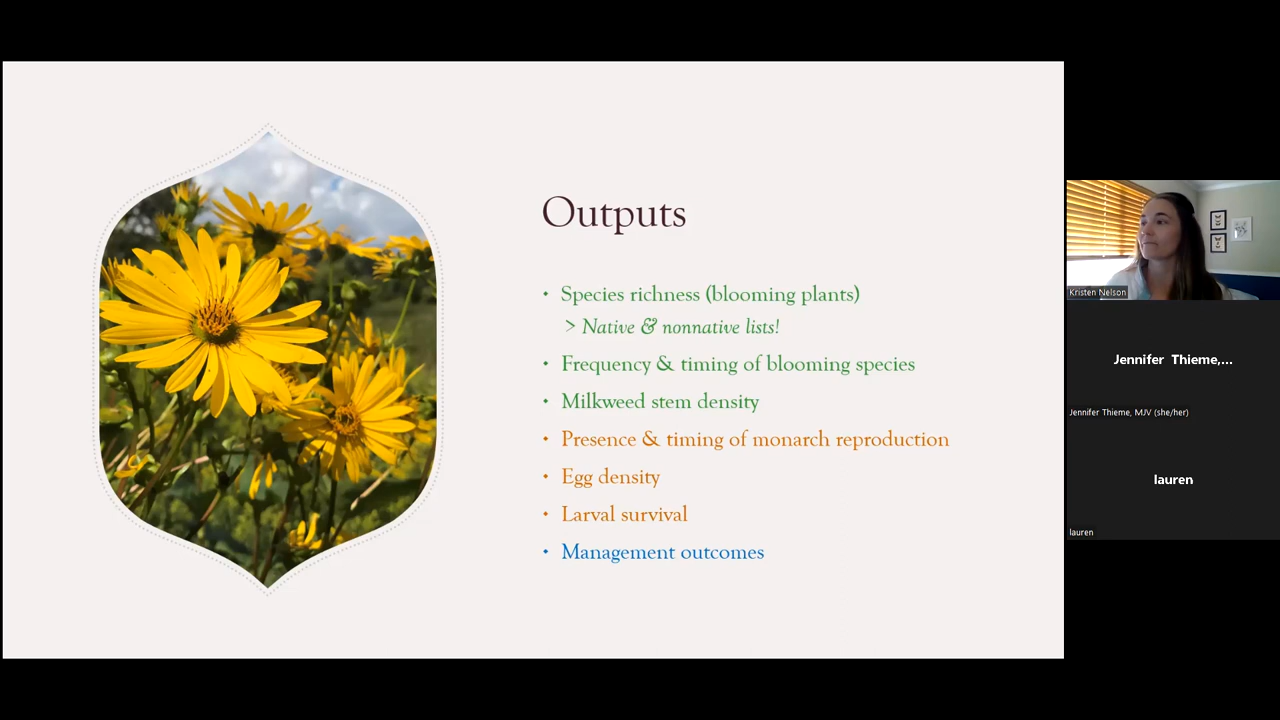 Outputs
Species richness (blooming plants)
> Native & nonnative lists!
Frequency & timing of blooming species
Milkweed stem density
Presence & timing of monarch reproduction
Egg density
Larval survival
Management outcomes
Kristen Nelson
Jennifer Thieme,...
Jennifer Thieme, MJV (she/her)
lauren
lauren